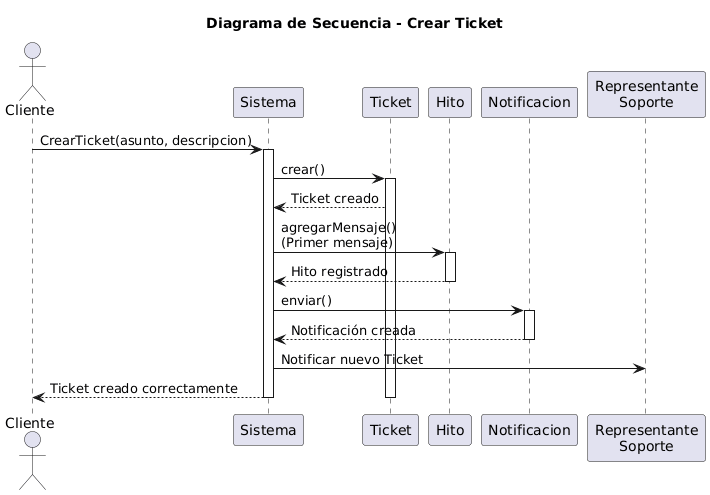 Diagrama de Secuencia - Crear Ticket
Cliente
Sistema
Ticket
Hito
Notificacion
Representante
Soporte
CrearTicket(asunto, descripcion)
crear()
Ticket creado
agregarMensaje()
(Primer mensaje)
Hito registrado
enviar()
Notificación creada
Notificar nuevo Ticket
Ticket creado correctamente
Cliente
Sistema
Ticket
Hito
Notificacion
Representante
Soporte